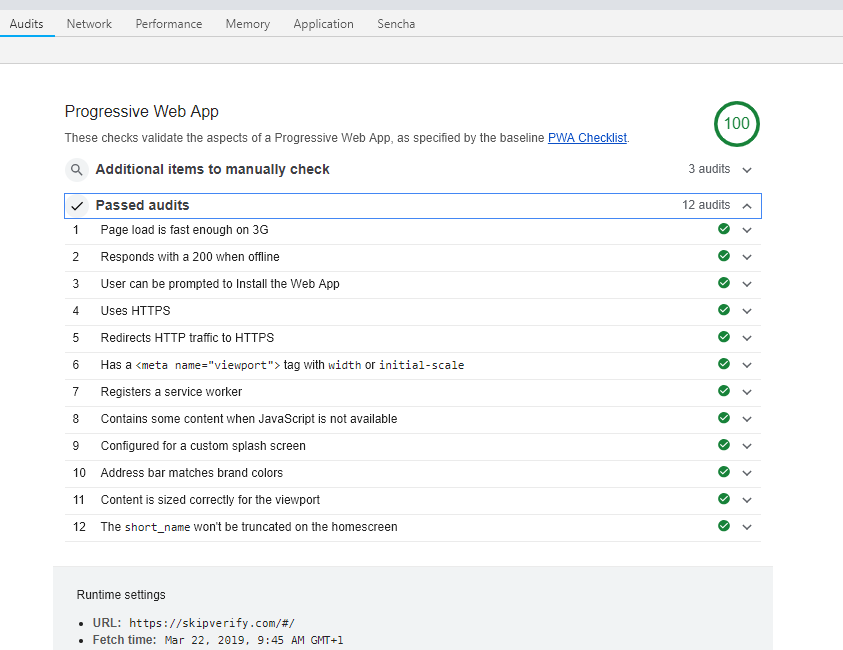 Audits Network Performance Memory Application Sencha
Progressive Web App
100
These checks validate the aspects of a Progressive Web App, as specified by the baseline PWA Checklist.
Additional items to manually check 3 audits
Passed audits 12 audits
1 Page load is fast enough on 3G
2 Responds with a 200 when offline
3 User can be prompted to Install the Web App
4 Uses HTTPS
5 Redirects HTTP traffic to HTTPS
6 Has a <meta name="viewport"> tag with width or initial-scale
7 Registers a service worker
8 Contains some content when JavaScript is not available
9 Configured for a custom splash screen
10 Address bar matches brand colors
11 Content is sized correctly for the viewport
12 The short_name won't be truncated on the homescreen
Runtime settings
• URL: https://skipverify.com/#/
• Fetch time: Mar 22, 2019, 9:45 AM GMT+1